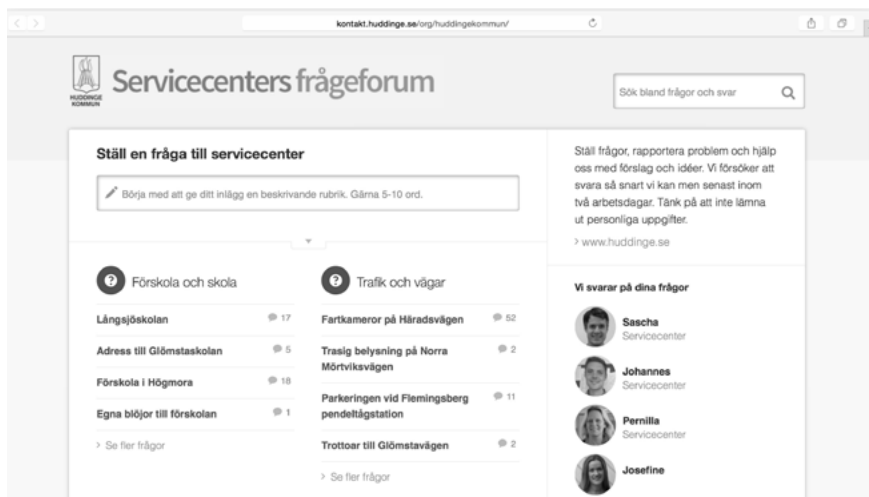 kontakt.huddinge.se/org/huddingekommun/
HUDDINGE
KOMMUN
Servicecenters frågeforum
Sök bland frågor och svar
Ställ en fråga till servicecenter
Börja med att ge ditt inlägg en beskrivande rubrik. Gärna 5-10 ord.
Förskola och skola
Långsjöskolan 17
Adress till Glömstaskolan 5
Förskola i Högmora 18
Egna blöjor till förskolan 1
> Se fler frågor
Trafik och vägar
Fartkameror på Häradsvägen 52
Trasig belysning på Norra 2
Mörtviksvägen
Parkeringen vid Flemingsberg 11
pendeltågstation
Trottoar till Glömstavägen 2
> Se fler frågor
Ställ frågor, rapportera problem och hjälp
oss med förslag och idéer. Vi försöker att
svara så snart vi kan men senast inom
två arbetsdagar. Tänk på att inte lämna
ut personliga uppgifter.
> www.huddinge.se
Vi svarar på dina frågor
Sascha
Servicecenter
Johannes
Servicecenter
Pernilla
Servicecenter
Josefine